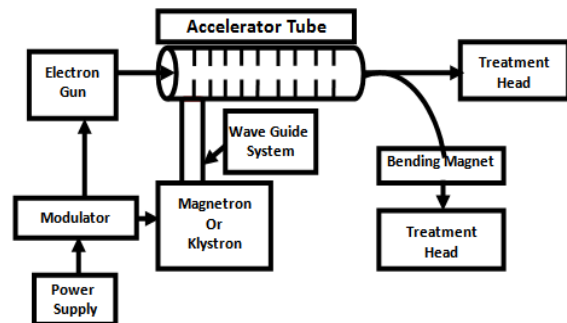 Accelerator Tube
Electron
Gun
Treatment
Head
Wave Guide
System
Bending Magnet
Modulator
Magnetron
Or
Klystron
Treatment
Head
Power
Supply